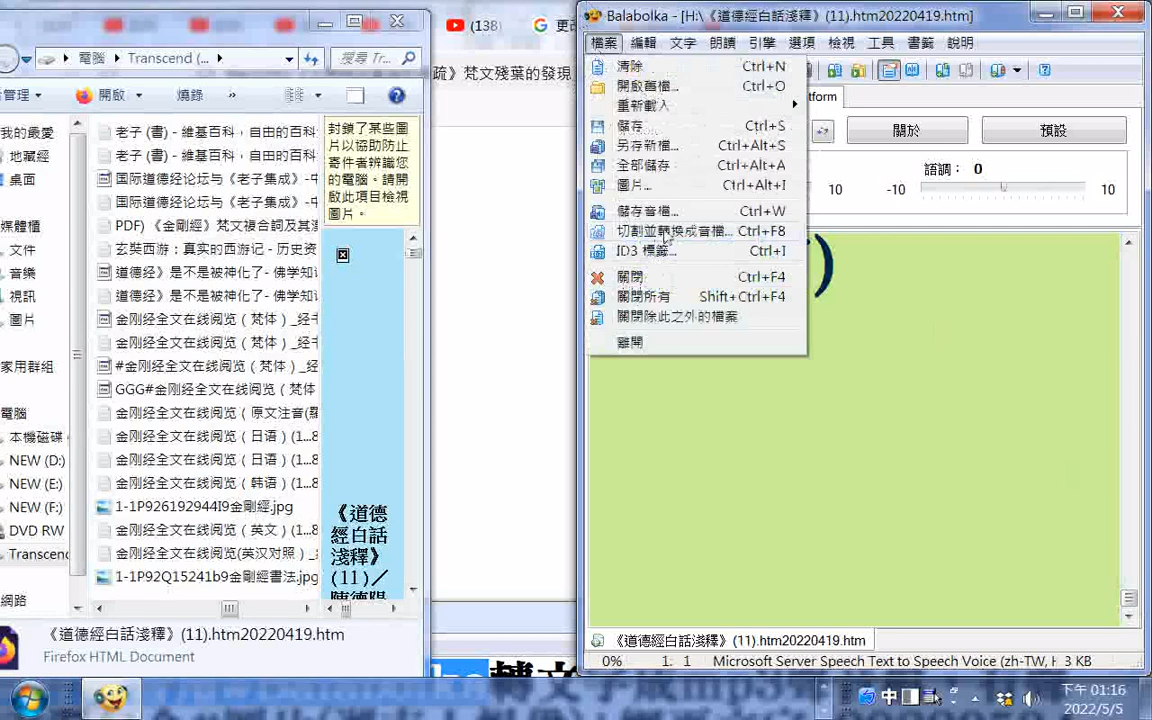 電腦
Transcend (...
搜尋 Tr...
管理
開啟
燒錄
»
我的最愛
地藏經
桌面
媒體櫃
文件
音樂
視訊
圖片
家用群組
電腦
本機磁碟
NEW (D:)
NEW (E:)
NEW (F:)
DVD RW
Transcend
網路
老子 (書) - 維基百科，自由的百科
老子 (書) - 維基百科，自由的百科
国际道德经论坛与《老子集成》-中
国际道德经论坛与《老子集成》-中
PDF) 《金剛經》梵文複合詞及其漢
玄奘西游：真实的西游记 - 历史资
道德经》是不是被神化了- 佛学知识
道德经》是不是被神化了- 佛学知识
金刚经全文在线阅览（梵体）_经书
金刚经全文在线阅览（梵体）_经书
#金刚经全文在线阅览（梵体）_经
GGG#金刚经全文在线阅览（梵体
金刚经全文在线阅览（原文注音(羅
金刚经全文在线阅览（日语）(1...8
金刚经全文在线阅览（日语）(1...8
金刚经全文在线阅览（韩语）(1...8
1-1P926192944I9金剛經.jpg
金刚经全文在线阅览（英文）(1...8
金刚经全文在线阅览(英汉对照）_
1-1P92Q15241b9金剛經書法.jpg
封鎖了某些圖
片以協助防止
寄件者辨識您
的電腦。請開
啟此項目檢視
圖片。
《道德
經白話
淺釋》
(11)／
陳德陽
《道德經白話淺釋》(11).htm20220419.htm
Firefox HTML Document
(138)
疏》梵文殘葉的發現
Balabolka - [H:\《道德經白話淺釋》(11).htm20220419.htm]
檔案 編輯 文字 朗讀 引擎 選項 檢視 工具 書籤 說明
清除 Ctrl+N
開啟舊檔... Ctrl+O
重新載入
儲存 Ctrl+S
另存新檔... Ctrl+Alt+S
全部儲存 Ctrl+Alt+A
圖片... Ctrl+Alt+I
儲存音檔... Ctrl+W
切割並轉換成音檔... Ctrl+F8
ID3 標籤... Ctrl+I
關閉 Ctrl+F4
關閉所有 Shift+Ctrl+F4
關閉除此之外的檔案
離開
tform
關於 預設
語調： 0
10 -10 10
)
《道德經白話淺釋》(11).htm20220419.htm
0% 1: 1 Microsoft Server Speech Text to Speech Voice (zh-TW, H 3 KB
轉文字成mp3
中
下午 01:16
2022/5/5